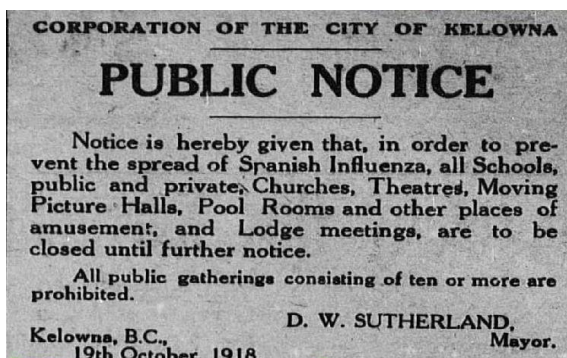 CORPORATION OF THE CITY OF KELOWNA
PUBLIC NOTICE
Notice is hereby given that, in order to pre-
vent the spread of Spanish Influenza, all Schools,
public and private, Churches, Theatres, Moving
Picture Halls, Pool Rooms and other places of
amusement, and Lodge meetings, are to be
closed until further notice.
All public gatherings consisting of ten or more are
prohibited.
D. W. SUTHERLAND,
Mayor.
Kelowna, B.C.,
19th October, 1918